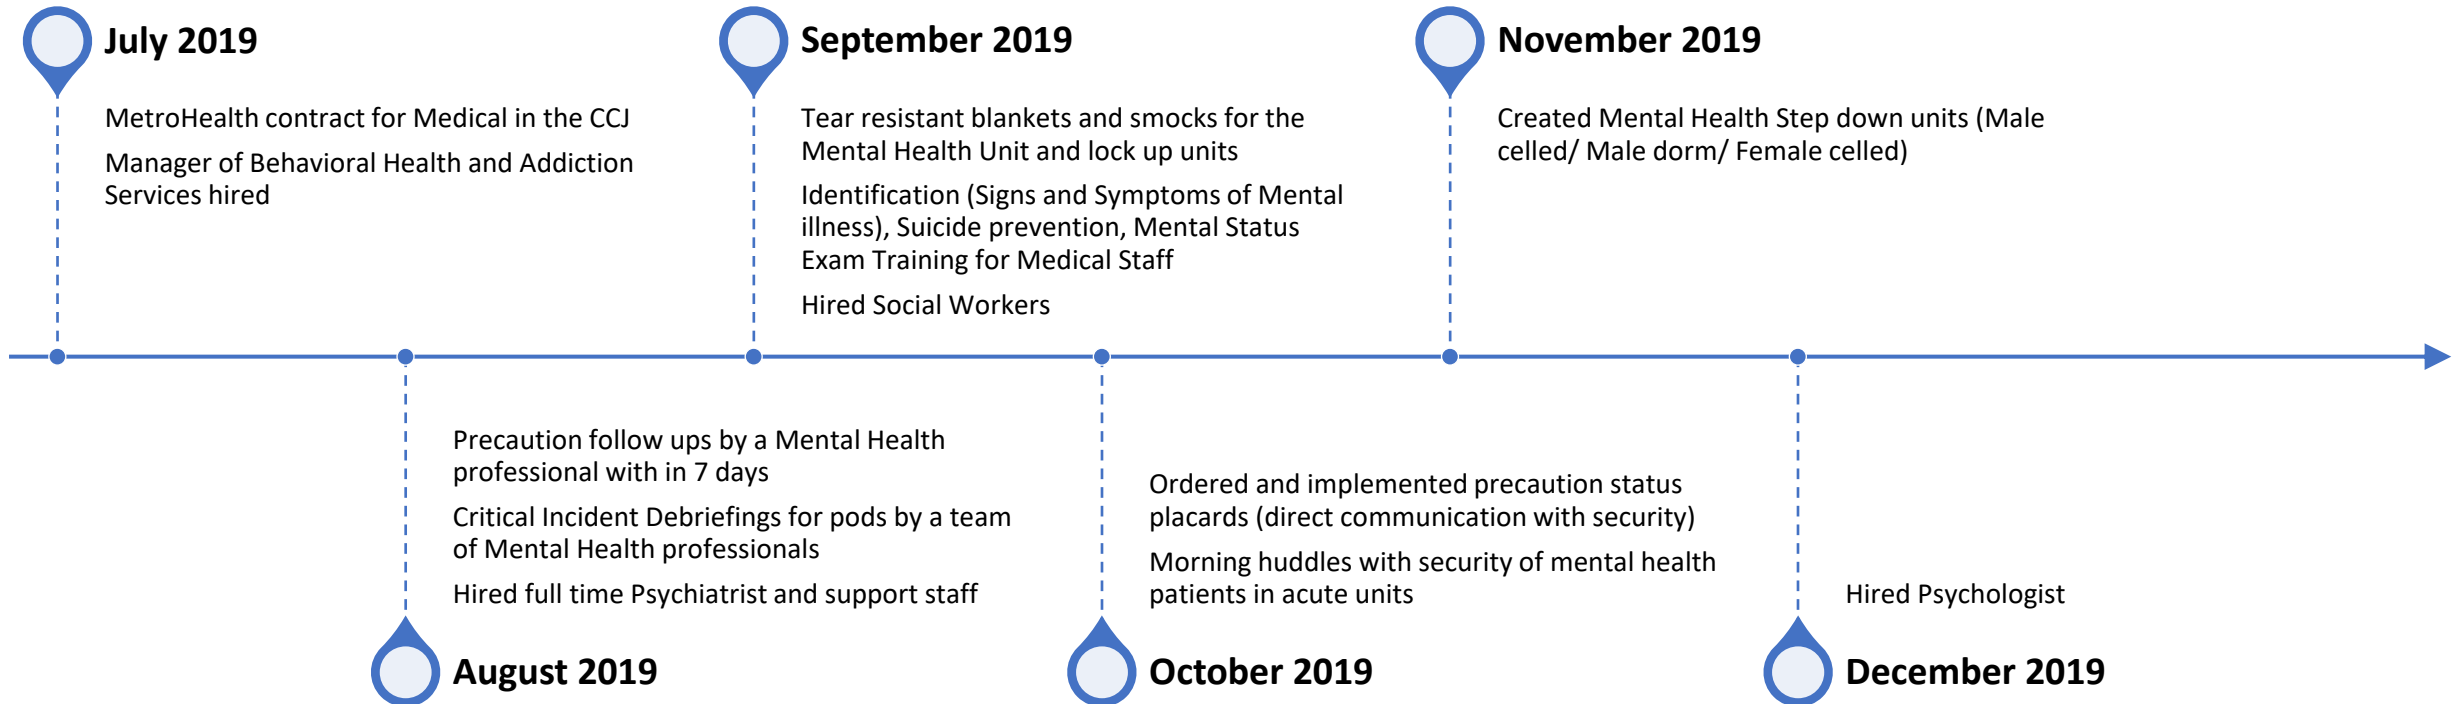 July 2019
MetroHealth contract for Medical in the CCJ
Manager of Behavioral Health and Addiction
Services hired
Precaution follow ups by a Mental Health
professional with in 7 days
Critical Incident Debriefings for pods by a team
of Mental Health professionals
Hired full time Psychiatrist and support staff
August 2019
September 2019
Tear resistant blankets and smocks for the
Mental Health Unit and lock up units
Identification (Signs and Symptoms of Mental
illness), Suicide prevention, Mental Status
Exam Training for Medical Staff
Hired Social Workers
Ordered and implemented precaution status
placards (direct communication with security)
Morning huddles with security of mental health
patients in acute units
October 2019
November 2019
Created Mental Health Step down units (Male
celled/ Male dorm/ Female celled)
Hired Psychologist
December 2019